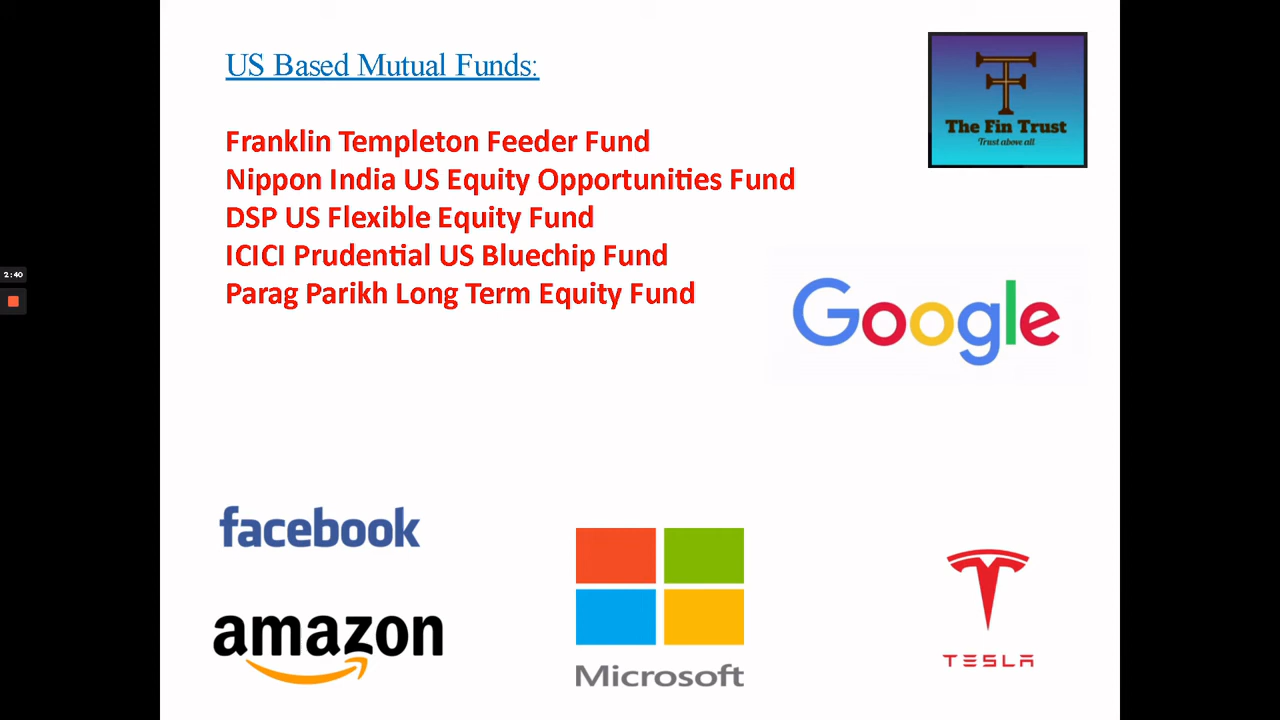 US Based Mutual Funds:
The Fin Trust
Trust above all
Franklin Templeton Feeder Fund
Nippon India US Equity Opportunities Fund
DSP US Flexible Equity Fund
ICICI Prudential US Bluechip Fund
Parag Parikh Long Term Equity Fund
2:40
Google
facebook
amazon
Microsoft
TESLA